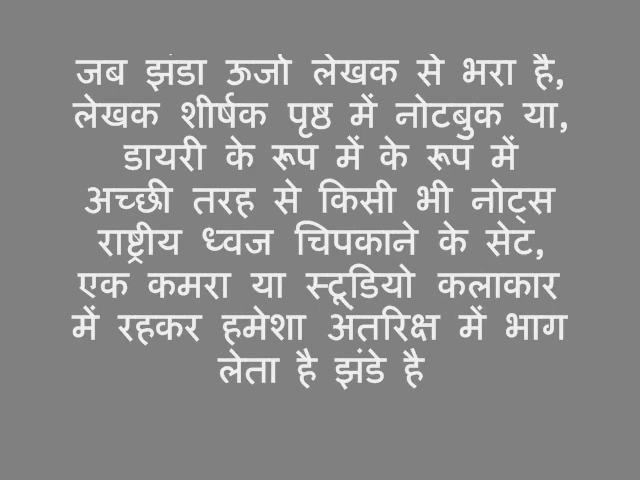 जब झंडा ऊर्जा लेखक से भरा है,
लेखक शीर्षक पृष्ठ में नोटबुक या,
डायरी के रूप में के रूप में
अच्छी तरह से किसी भी नोट्स
राष्ट्रीय ध्वज चिपकाने के सेट,
एक कमरा या स्टूडियो कलाकार
में रहकर हमेशा अंतरिक्ष में भाग
लेता है झंडे है